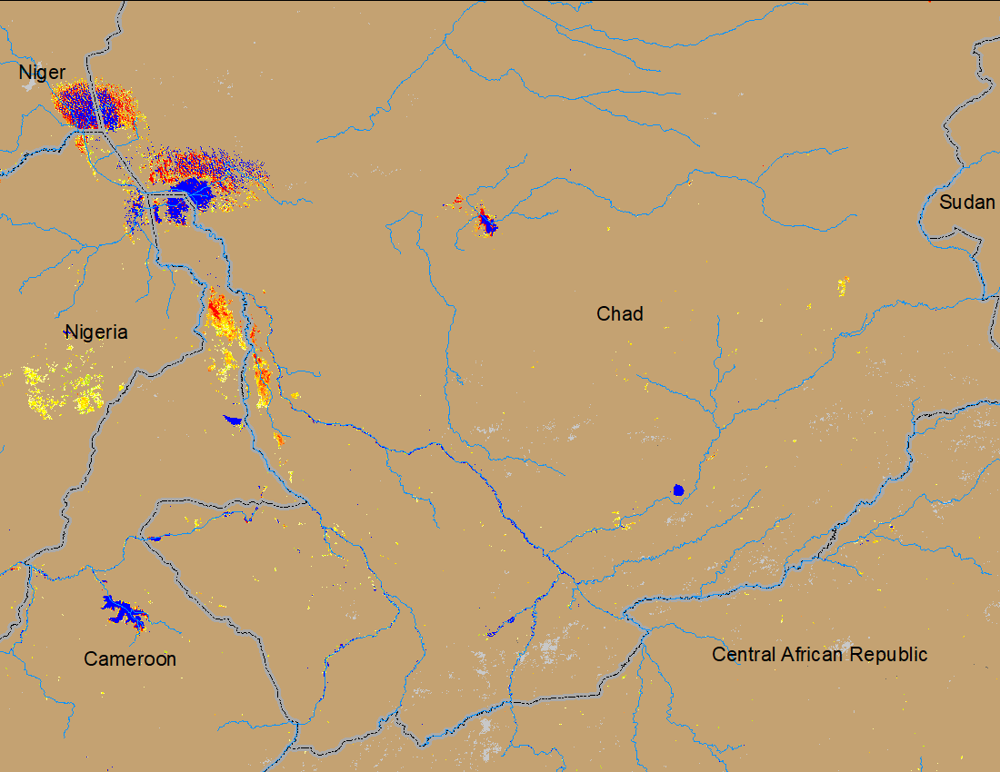 Niger
Sudan
Chad
Nigeria
Central African Republic
Cameroon